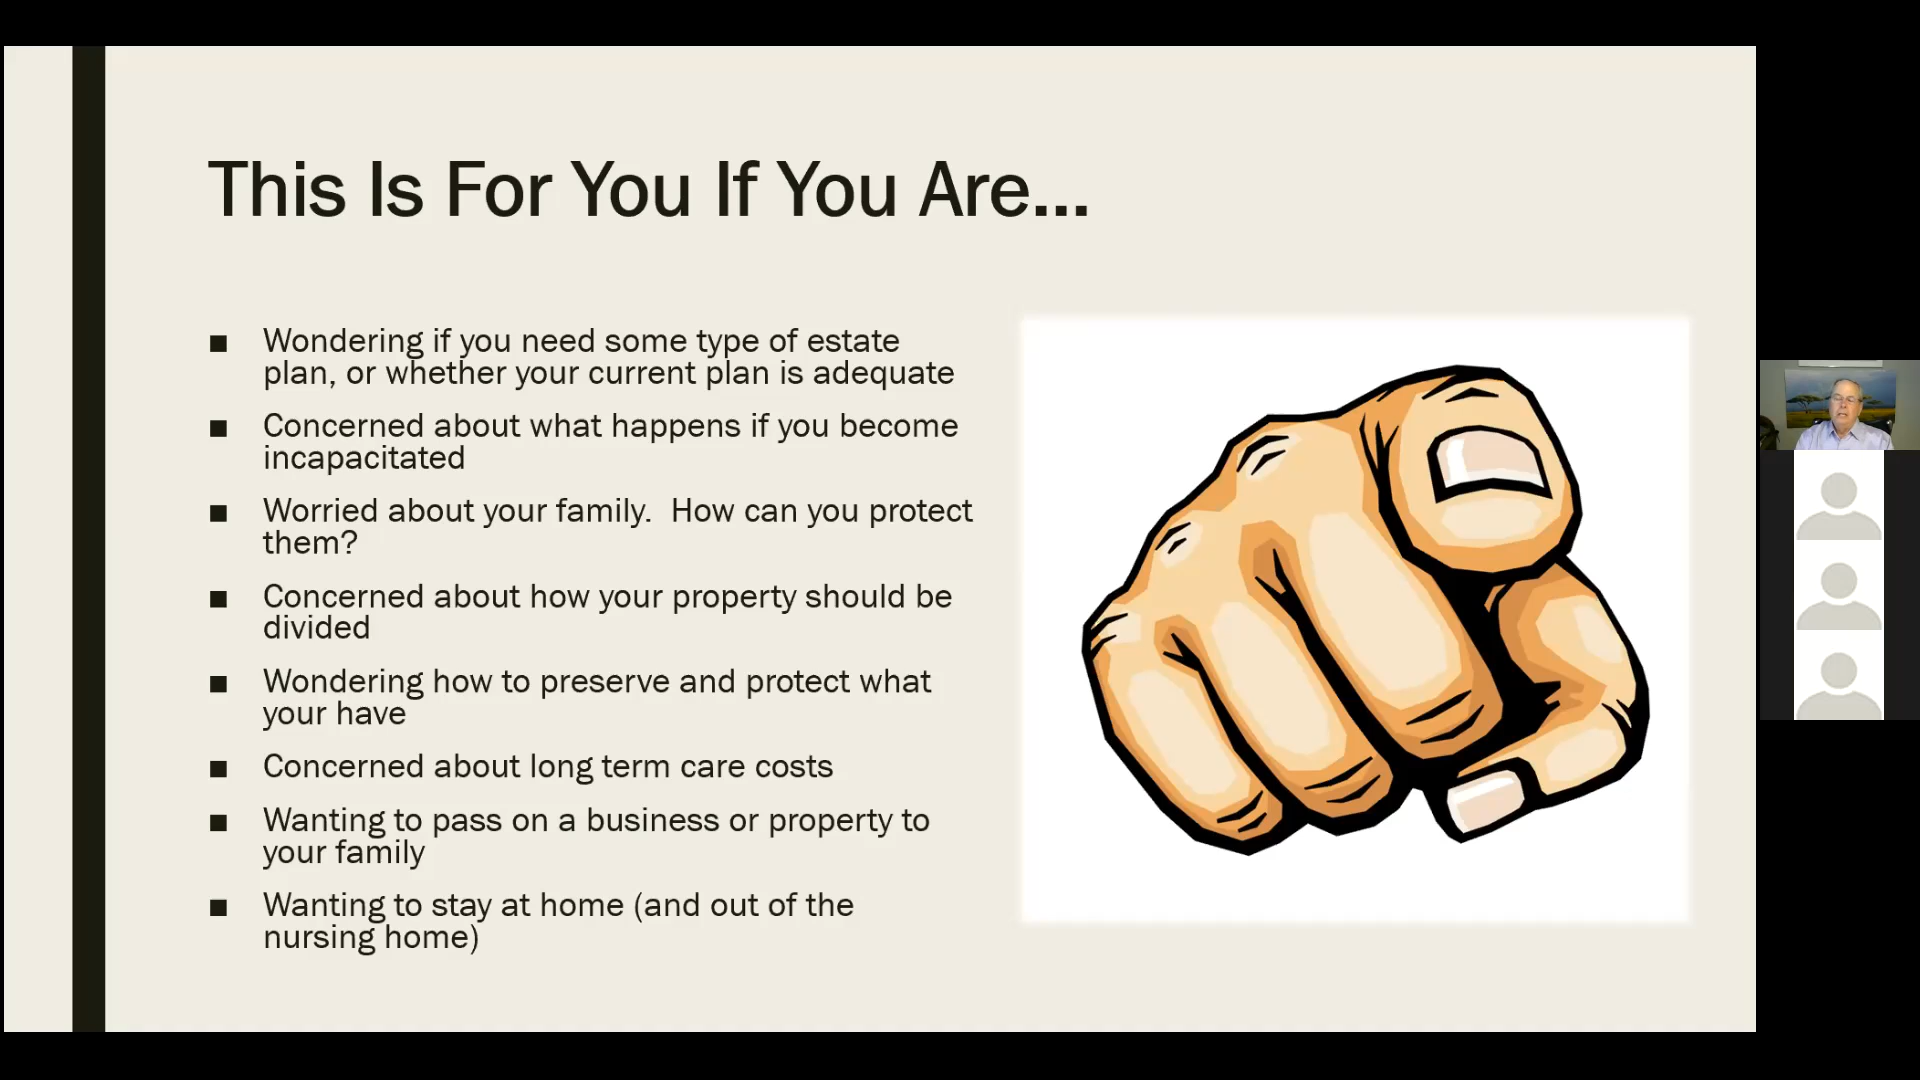 This Is For You If You Are...
■ Wondering if you need some type of estate
plan, or whether your current plan is adequate
■ Concerned about what happens if you become
incapacitated
■ Worried about your family.  How can you protect
them?
■ Concerned about how your property should be
divided
■ Wondering how to preserve and protect what
your have
■ Concerned about long term care costs
■ Wanting to pass on a business or property to
your family
■ Wanting to stay at home (and out of the
nursing home)